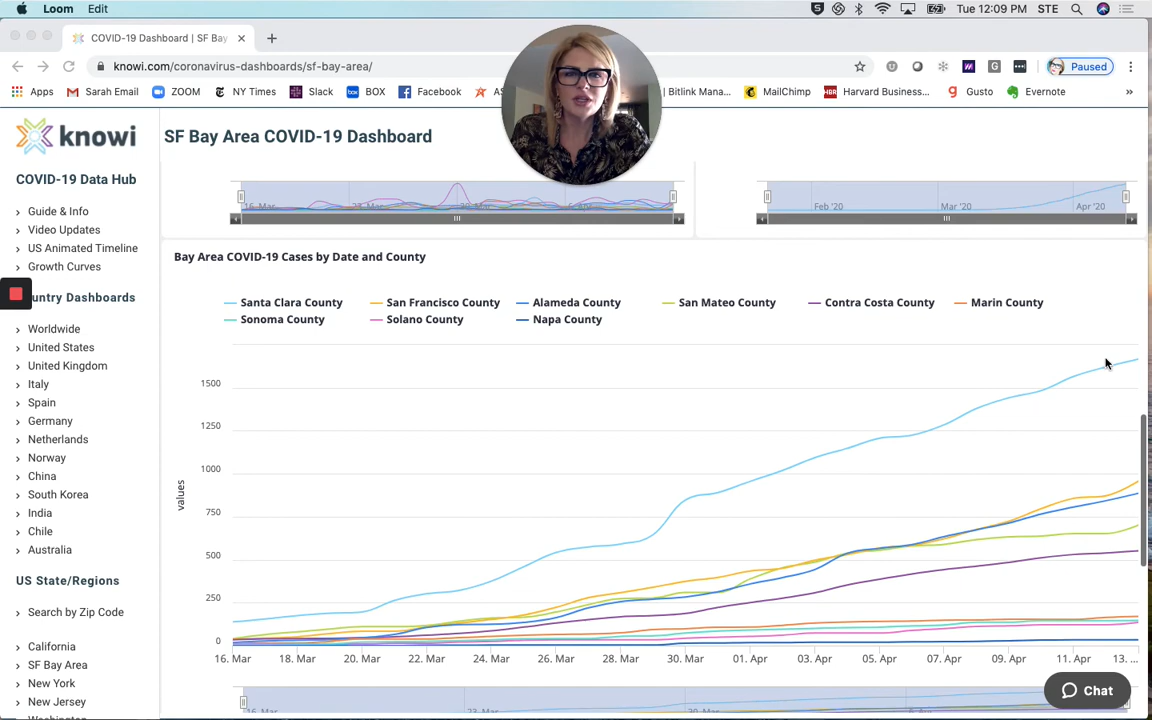 Loom Edit Tue 12:09 PM STE
COVID-19 Dashboard | SF Bay
knowi.com/coronavirus-dashboards/sf-bay-area/ Paused
Apps Sarah Email ZOOM NY Times Slack BOX Facebook Bitlink Mana... MailChimp HBR Harvard Business... Gusto Evernote »
knowi
SF Bay Area COVID-19 Dashboard
COVID-19 Data Hub
Guide & Info
Video Updates
US Animated Timeline
Growth Curves
untry Dashboards
Worldwide
United States
United Kingdom
Italy
Spain
Germany
Netherlands
Norway
China
South Korea
India
Chile
Australia
US State/Regions
Search by Zip Code
California
SF Bay Area
New York
New Jersey
16. Mar
Feb '20 Mar '20 Apr '20
Bay Area COVID-19 Cases by Date and County
Santa Clara County San Francisco County Alameda County San Mateo County Contra Costa County Marin County
Sonoma County Solano County Napa County
values
1500
1250
1000
750
500
250
0
16. Mar 18. Mar 20. Mar 22. Mar 24. Mar 26. Mar 28. Mar 30. Mar 01. Apr 03. Apr 05. Apr 07. Apr 09. Apr 11. Apr 13. ...
Chat